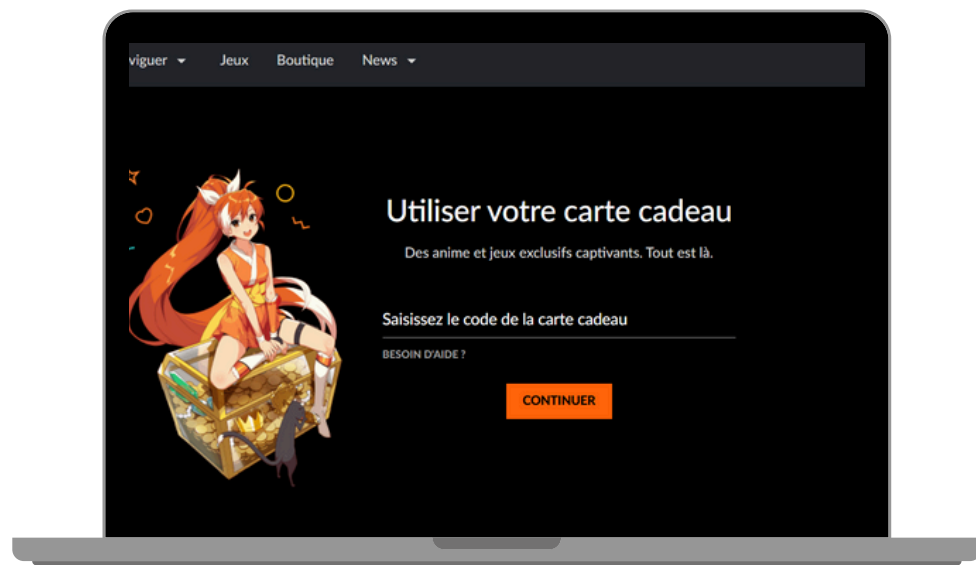 viguer Jeux Boutique News
Utiliser votre carte cadeau
Des anime et jeux exclusifs captivants. Tout est là.
Saisissez le code de la carte cadeau
BESOIN D'AIDE ?
CONTINUER